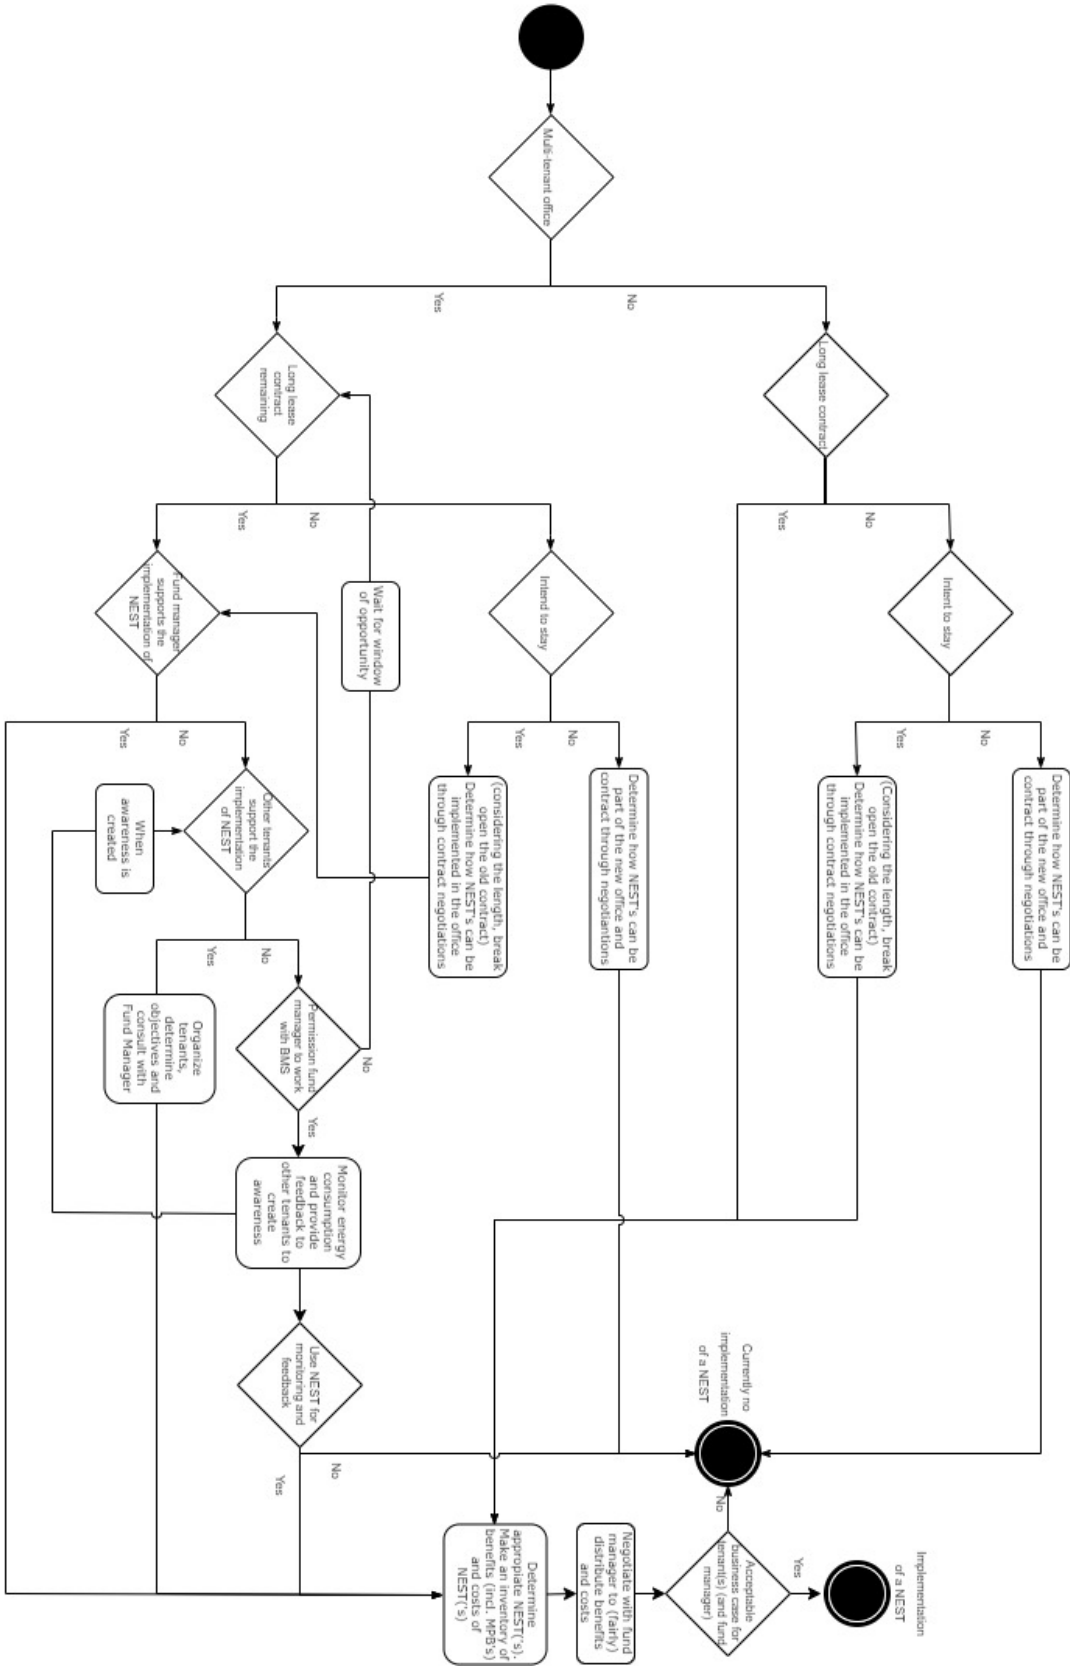 Multi-tenant office
No
Yes
Long lease contract
Long lease
contract
remaining
No
Yes
No
Yes
Intent to stay
Intend to stay
Wait for window
of opportunity
Fund manager
supports the
implementation of
NEST
No
Yes
No
Yes
No
Yes
Determine how NEST's can be
part of the new office and
contract through negotiations
(Considering the length, break
open the old contract)
Determine how NEST's can be
implemented in the office
through contract negotiations
Determine how NEST's can be
part of the new office and
contract through negotiantions
(considering the length, break
open the old contract)
Determine how NEST's can be
implemented in the office
through contract negotiations
Other tenants
support the
implementation
of NEST
When
awareness is
created
No
Yes
Permission fund
manager to work
with BMS
No
Yes
Organize
tenants,
determine
objectives and
consult with
Fund Manager
Monitor energy
consumption
and provide
feedback to
other tenants to
create
awareness
Use NEST for
monitoring and
feedback
No
Yes
Currently no
implementation
of a NEST
Determine
appropiate NEST('s).
Make an inventory of
benefits (incl. MPB's)
and costs of
NEST('s)
Negotiate with fund
manager to (fairly)
distribute benefits
and costs
Acceptable
business case for
tenant(s) (and fund
manager)
No
Yes
Implementation
of a NEST